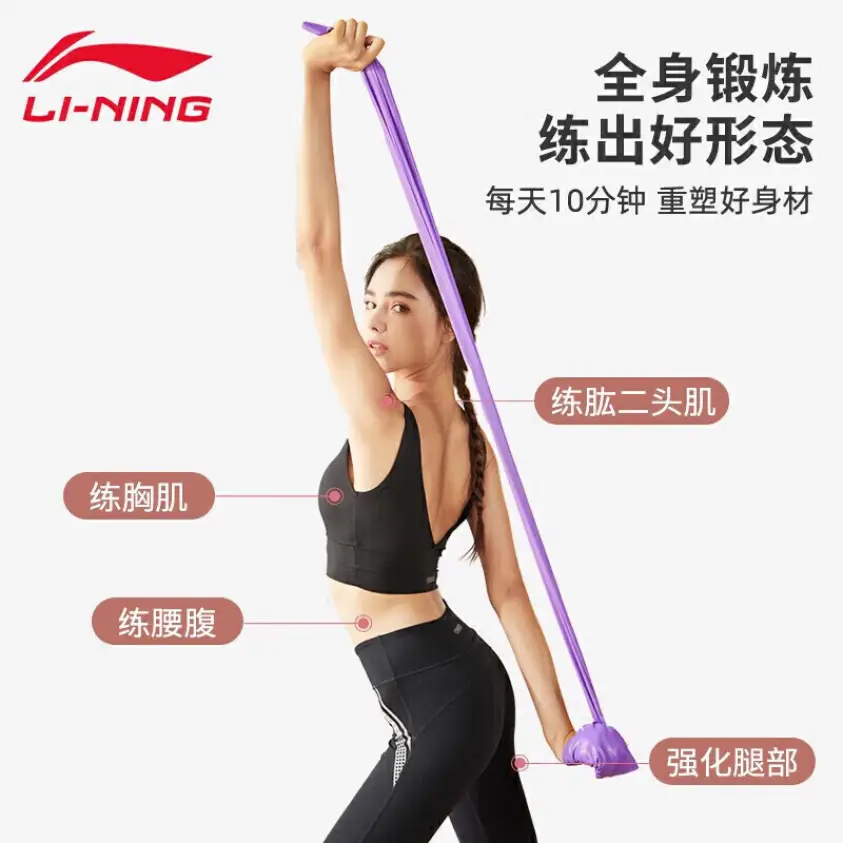 LI-NING
全身锻炼
练出好形态
每天10分钟 重塑好身材
练肱二头肌
练胸肌
练腰腹
强化腿部